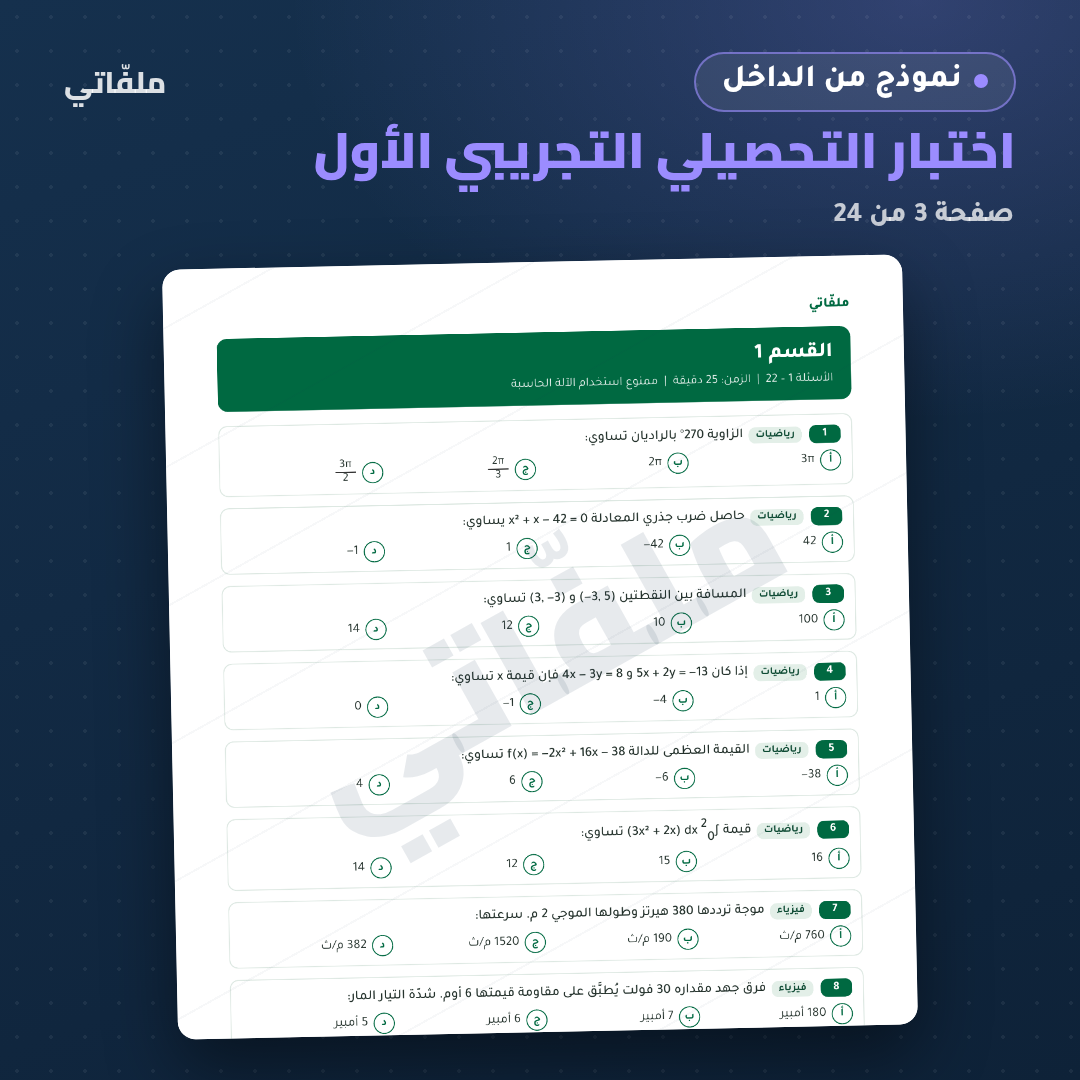 ملفّاتي
نموذج من الداخل
اختبار التحصيلي التجريبي الأول
صفحة 3 من 24
ملفّاتي
القسم 1
الأسئلة 1 - 22 | الزمن: 25 دقيقة | ممنوع استخدام الآلة الحاسبة
1 رياضيات الزاوية 270° بالراديان تساوي:
أ 3π ب 2π ج 2π/3 د 3π/2
2 رياضيات حاصل ضرب جذري المعادلة x² + x − 42 = 0 يساوي:
أ 42 ب −42 ج 1 د −1
3 رياضيات المسافة بين النقطتين (3, −3) و (−3, 5) تساوي:
أ 100 ب 10 ج 12 د 14
4 رياضيات إذا كان 5x + 2y = −13 و 4x − 3y = 8 فإن قيمة x تساوي:
أ 1 ب −4 ج −1 د 0
5 رياضيات القيمة العظمى للدالة f(x) = −2x² + 16x − 38 تساوي:
أ −38 ب −6 ج 6 د 4
6 رياضيات قيمة ∫₀² (3x² + 2x) dx تساوي:
أ 16 ب 15 ج 12 د 14
7 فيزياء موجة ترددها 380 هيرتز وطولها الموجي 2 م. سرعتها:
أ 760 م/ث ب 190 م/ث ج 1520 م/ث د 382 م/ث
8 فيزياء فرق جهد مقداره 30 فولت يُطبَّق على مقاومة قيمتها 6 أوم. شدّة التيار المار:
أ 180 أمبير ب 7 أمبير ج 6 أمبير د 5 أمبير
ملفّاتي